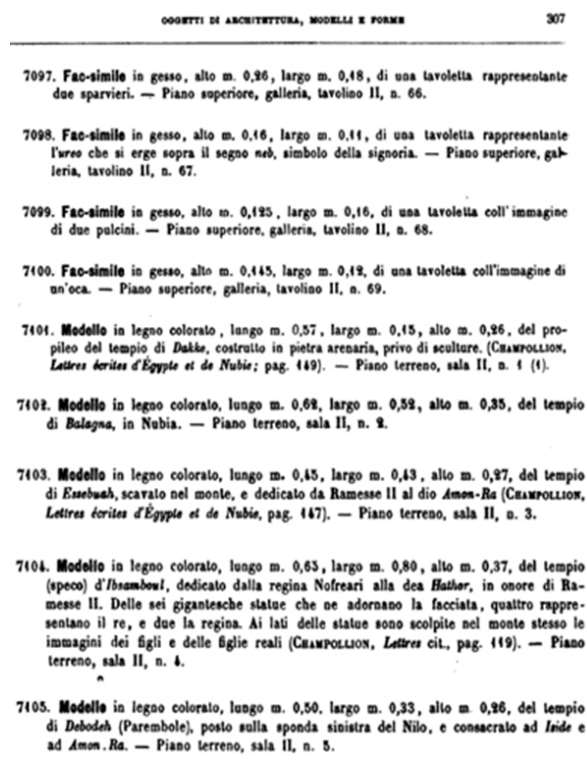 OGGETTI DI ARCHITETTURA, MODELLI E FORME 307
7097. Fac-simile in gesso, alto m. 0,26, largo m. 0,18, di una tavoletta rappresentante
due sparvieri. — Piano superiore, galleria, tavolino II, n. 66.
7098. Fac-simile in gesso, alto m. 0,16, largo m. 0,11, di una tavoletta rappresentante
l'ureo che si erge sopra il segno neb, simbolo della signoria. — Piano superiore, gal-
leria, tavolino II, n. 67.
7099. Fac-simile in gesso, alto m. 0,125, largo m. 0,16, di una tavoletta coll'immagine
di due pulcini. — Piano superiore, galleria, tavolino II, n. 68.
7100. Fac-simile in gesso, alto m. 0,145, largo m. 0,12, di una tavoletta coll'immagine di
un'oca. — Piano superiore, galleria, tavolino II, n. 69.
7101. Modello in legno colorato, lungo m. 0,57, largo m. 0,15, alto m. 0,26, del pro-
pileo del tempio di Dakke, costrutto in pietra arenaria, privo di sculture. (CHAMPOLLION,
Lettres écrites d'Égypte et de Nubie; pag. 149). — Piano terreno, sala II, n. 1 (1).
7102. Modello in legno colorato, lungo m. 0,62, largo m. 0,52, alto m. 0,35, del tempio
di Balagna, in Nubia. — Piano terreno, sala II, n. 2.
7103. Modello in legno colorato, lungo m. 0,45, largo m. 0,43, alto m. 0,27, del tempio
di Essebuah, scavato nel monte, e dedicato da Ramesse II al dio Amon-Ra (CHAMPOLLION,
Lettres écrites d'Égypte et de Nubie, pag. 147). — Piano terreno, sala II, n. 3.
7104. Modello in legno colorato, lungo m. 0,65, largo m. 0,80, alto m. 0,37, del tempio
(speco) d'Ibsamboul, dedicato dalla regina Nofreari alla dea Hathor, in onore di Ra-
messe II. Delle sei gigantesche statue che ne adornano la facciata, quattro rappre-
sentano il re, e due la regina. Ai lati delle statue sono scolpite nel monte stesso le
immagini dei figli e delle figlie reali (CHAMPOLLION, Lettres cit., pag. 119). — Piano
terreno, sala II, n. 4.
7105. Modello in legno colorato, lungo m. 0,50, largo m. 0,33, alto m. 0,26, del tempio
di Debodeh (Parembole), posto sulla sponda sinistra del Nilo, e consacrato ad Iside e
ad Amon.Ra. — Piano terreno, sala II, n. 5.